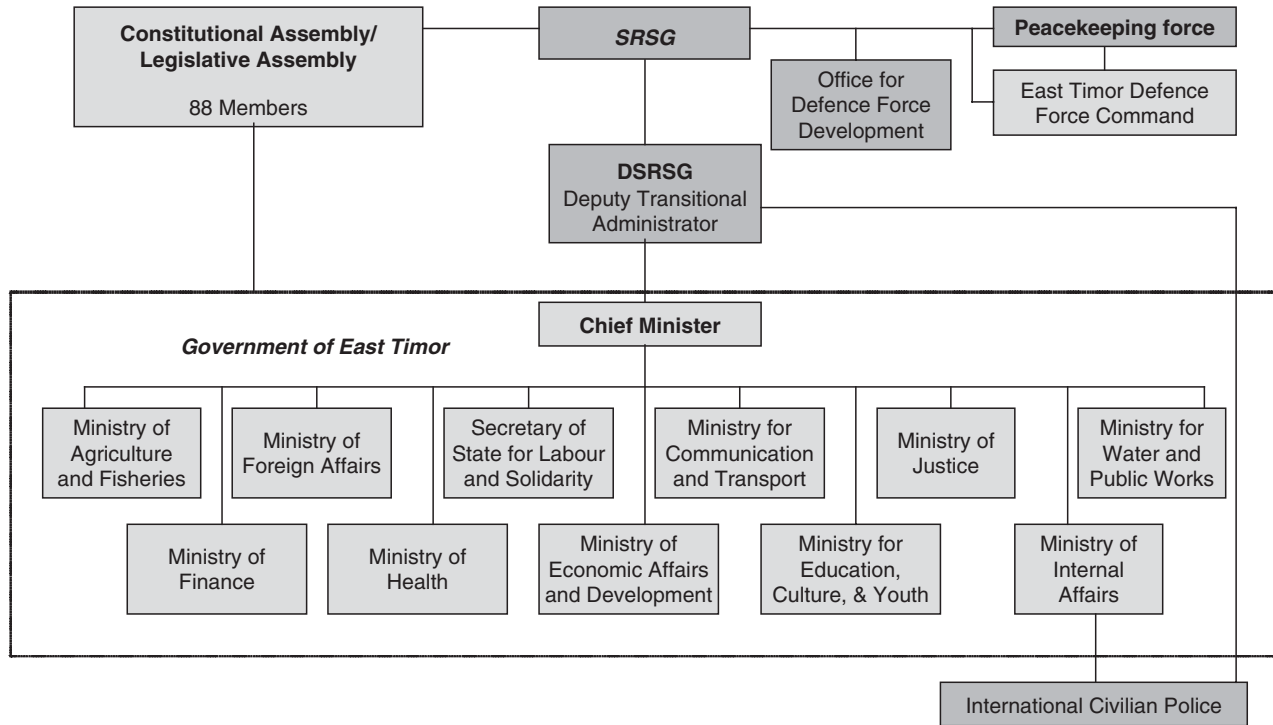 Constitutional Assembly/
Legislative Assembly
88 Members
SRSG
Peacekeeping force
Office for
Defence Force
Development
East Timor Defence
Force Command
DSRSG
Deputy Transitional
Administrator
Chief Minister
Government of East Timor
Ministry of
Agriculture
and Fisheries
Ministry of
Foreign Affairs
Secretary of
State for Labour
and Solidarity
Ministry for
Communication
and Transport
Ministry of
Justice
Ministry for
Water and
Public Works
Ministry of
Finance
Ministry of
Health
Ministry of
Economic Affairs
and Development
Ministry for
Education,
Culture, & Youth
Ministry of
Internal
Affairs
International Civilian Police